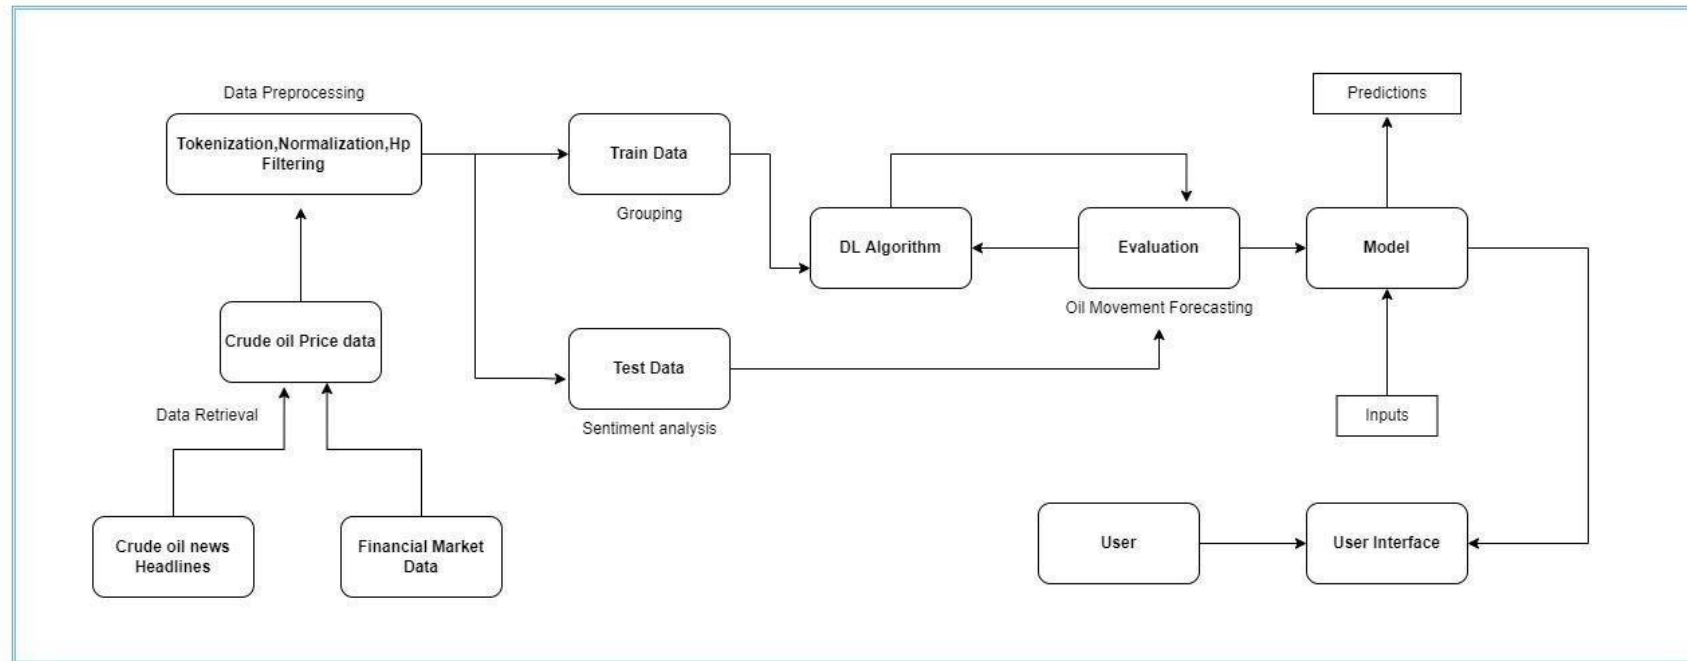 Data Preprocessing
Tokenization,Normalization,Hp
Filtering
Train Data
Grouping
DL Algorithm
Evaluation
Oil Movement Forecasting
Predictions
Model
Inputs
Crude oil Price data
Data Retrieval
Test Data
Sentiment analysis
Crude oil news
Headlines
Financial Market
Data
User
User Interface